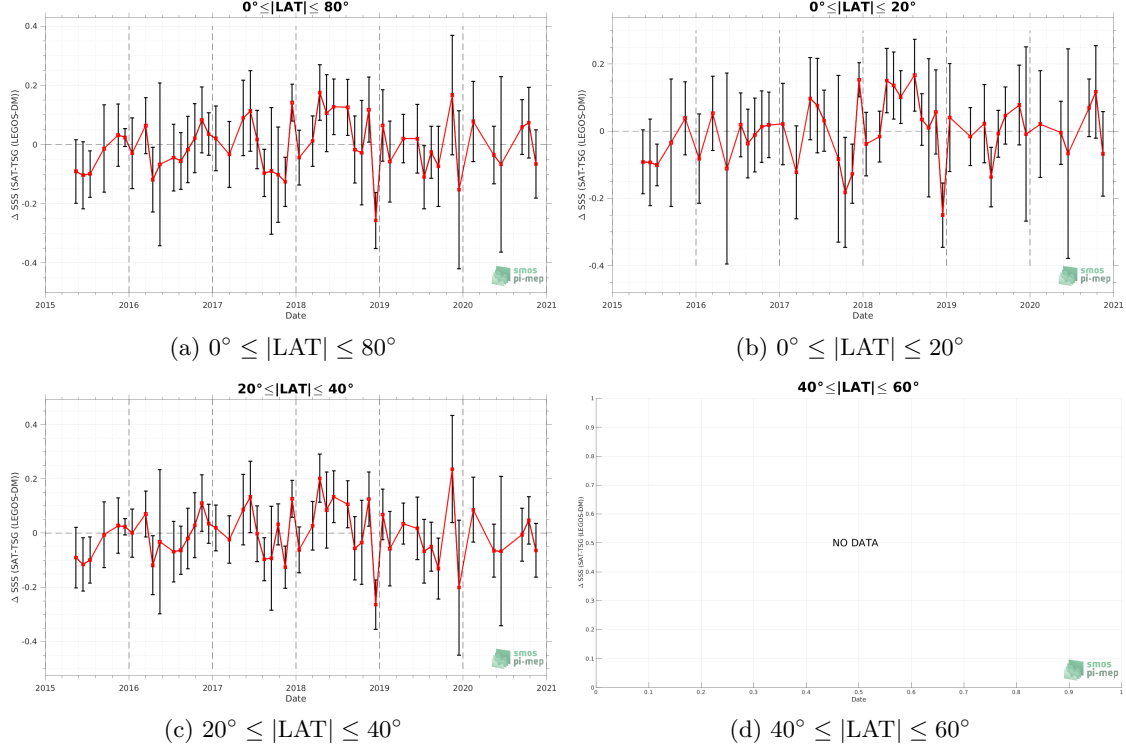 0°≤|LAT|≤ 80°
Δ SSS (SAT-TSG (LEGOS-DM))
0.4
0.2
0
-0.2
-0.4
2015 2016 2017 2018 2019 2020 2021
Date
smos
pi-mep
(a) 0° ≤ |LAT| ≤ 80°
0°≤|LAT|≤ 20°
Δ SSS (SAT-TSG (LEGOS-DM))
0.2
0
-0.2
-0.4
2015 2016 2017 2018 2019 2020 2021
Date
smos
pi-mep
(b) 0° ≤ |LAT| ≤ 20°
20°≤|LAT|≤ 40°
Δ SSS (SAT-TSG (LEGOS-DM))
0.4
0.2
0
-0.2
-0.4
2015 2016 2017 2018 2019 2020 2021
Date
smos
pi-mep
(c) 20° ≤ |LAT| ≤ 40°
40°≤|LAT|≤ 60°
Δ SSS (SAT-TSG (LEGOS-DM))
1
0.9
0.8
0.7
0.6
0.5
0.4
0.3
0.2
0.1
0
NO DATA
0 0.1 0.2 0.3 0.4 0.5 0.6 0.7 0.8 0.9 1
Date
smos
pi-mep
(d) 40° ≤ |LAT| ≤ 60°